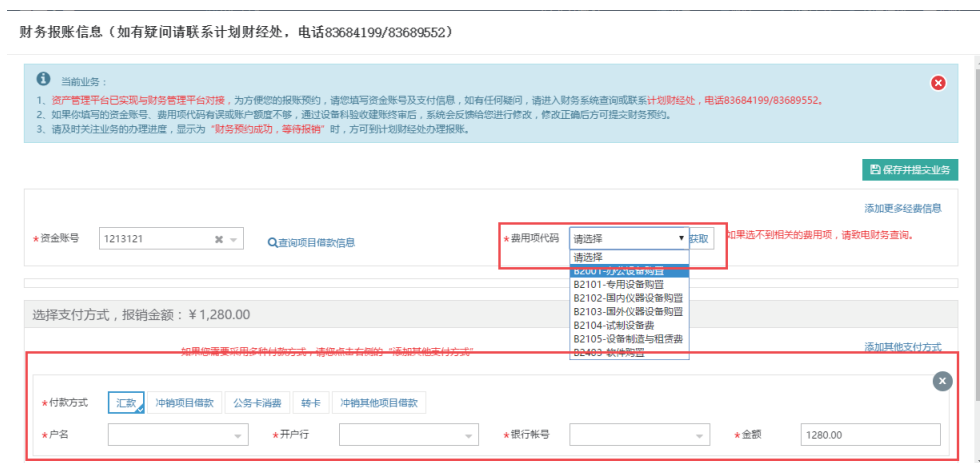 财务报账信息（如有疑问请联系计划财经处，电话83684199/83689552）
当前业务：
1、资产管理平台已实现与财务管理平台对接，为方便您的报账预约，请您填写资金账号及支付信息，如有任何疑问，请进入财务系统查询或联系计划财经处，电话83684199/83689552。
2、如果你填写的资金账号、费用项代码有误或账户额度不够，通过设备科验收建账终审后，系统会反馈给您进行修改，修改正确后方可提交财务预约。
3、请及时关注业务的办理进度，显示为“财务预约成功，等待报销”时，方可到计划财经处办理报账。
保存并提交业务
添加更多经费信息
*资金账号 1213121 查询项目借款信息 *费用项代码 请选择 获取 如果选不到相关的费用项，请致电财务查询。
请选择
B2001-办公设备购置
B2101-专用设备购置
B2102-国内仪器设备购置
B2103-国外仪器设备购置
B2104-试制设备费
B2105-设备制造与租赁费
B2403-软件购置
选择支付方式，报销金额：¥1,280.00
如果您需要采用多种付款方式，请您点击右侧的“添加其他支付方式”
添加其他支付方式
*付款方式 汇款 冲销项目借款 公务卡消费 转卡 冲销其他项目借款
*户名 *开户行 *银行帐号 *金额 1280.00